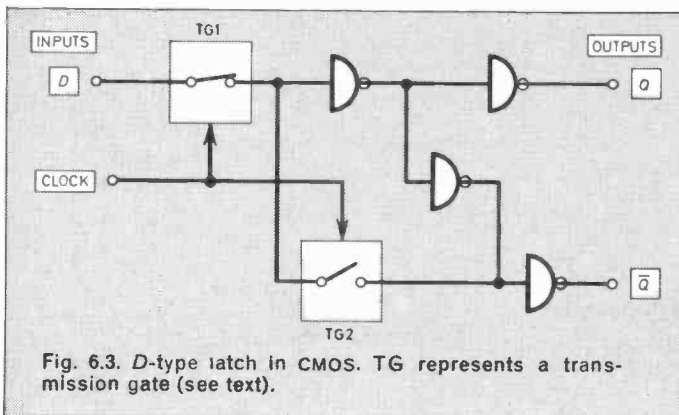 TG1
INPUTS
OUTPUTS
D
Q
CLOCK
Q̅
TG2
Fig. 6.3. D-type latch in CMOS. TG represents a trans-
mission gate (see text).